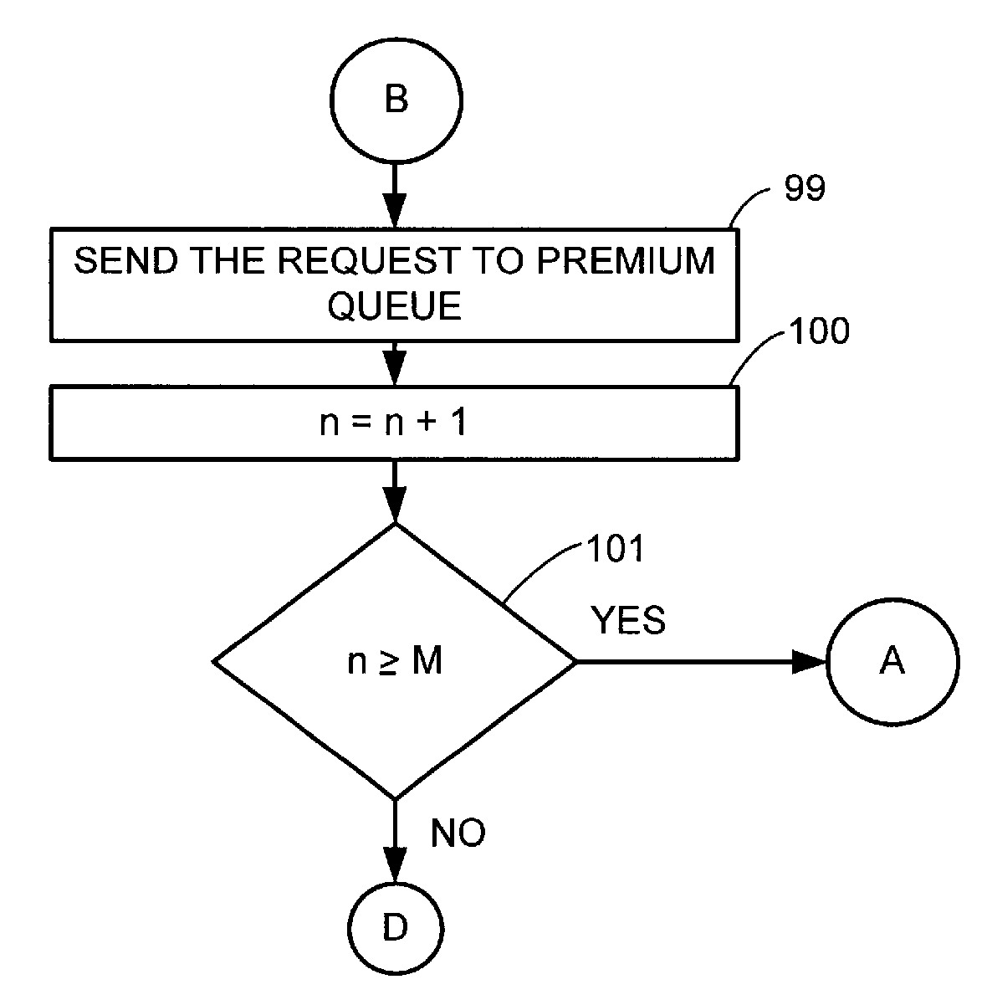 B
99
SEND THE REQUEST TO PREMIUM
QUEUE
100
n = n + 1
101
YES
n ≥ M
A
NO
D